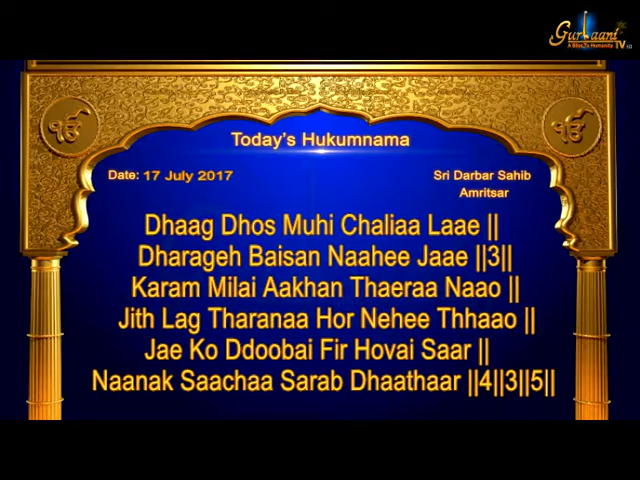 GurBaani
A Bliss To Humanity TV
Today's Hukumnama
Date: 17 July 2017
Sri Darbar Sahib
Amritsar
Dhaag Dhos Muhi Chaliaa Laae ||
Dharageh Baisan Naahee Jaae ||3||
Karam Milai Aakhan Thaeraa Naao ||
Jith Lag Tharanaa Hor Nehee Thhaao ||
Jae Ko Ddoobai Fir Hovai Saar ||
Naanak Saachaa Sarab Dhaathaar ||4||3||5||
ੴ
ੴ